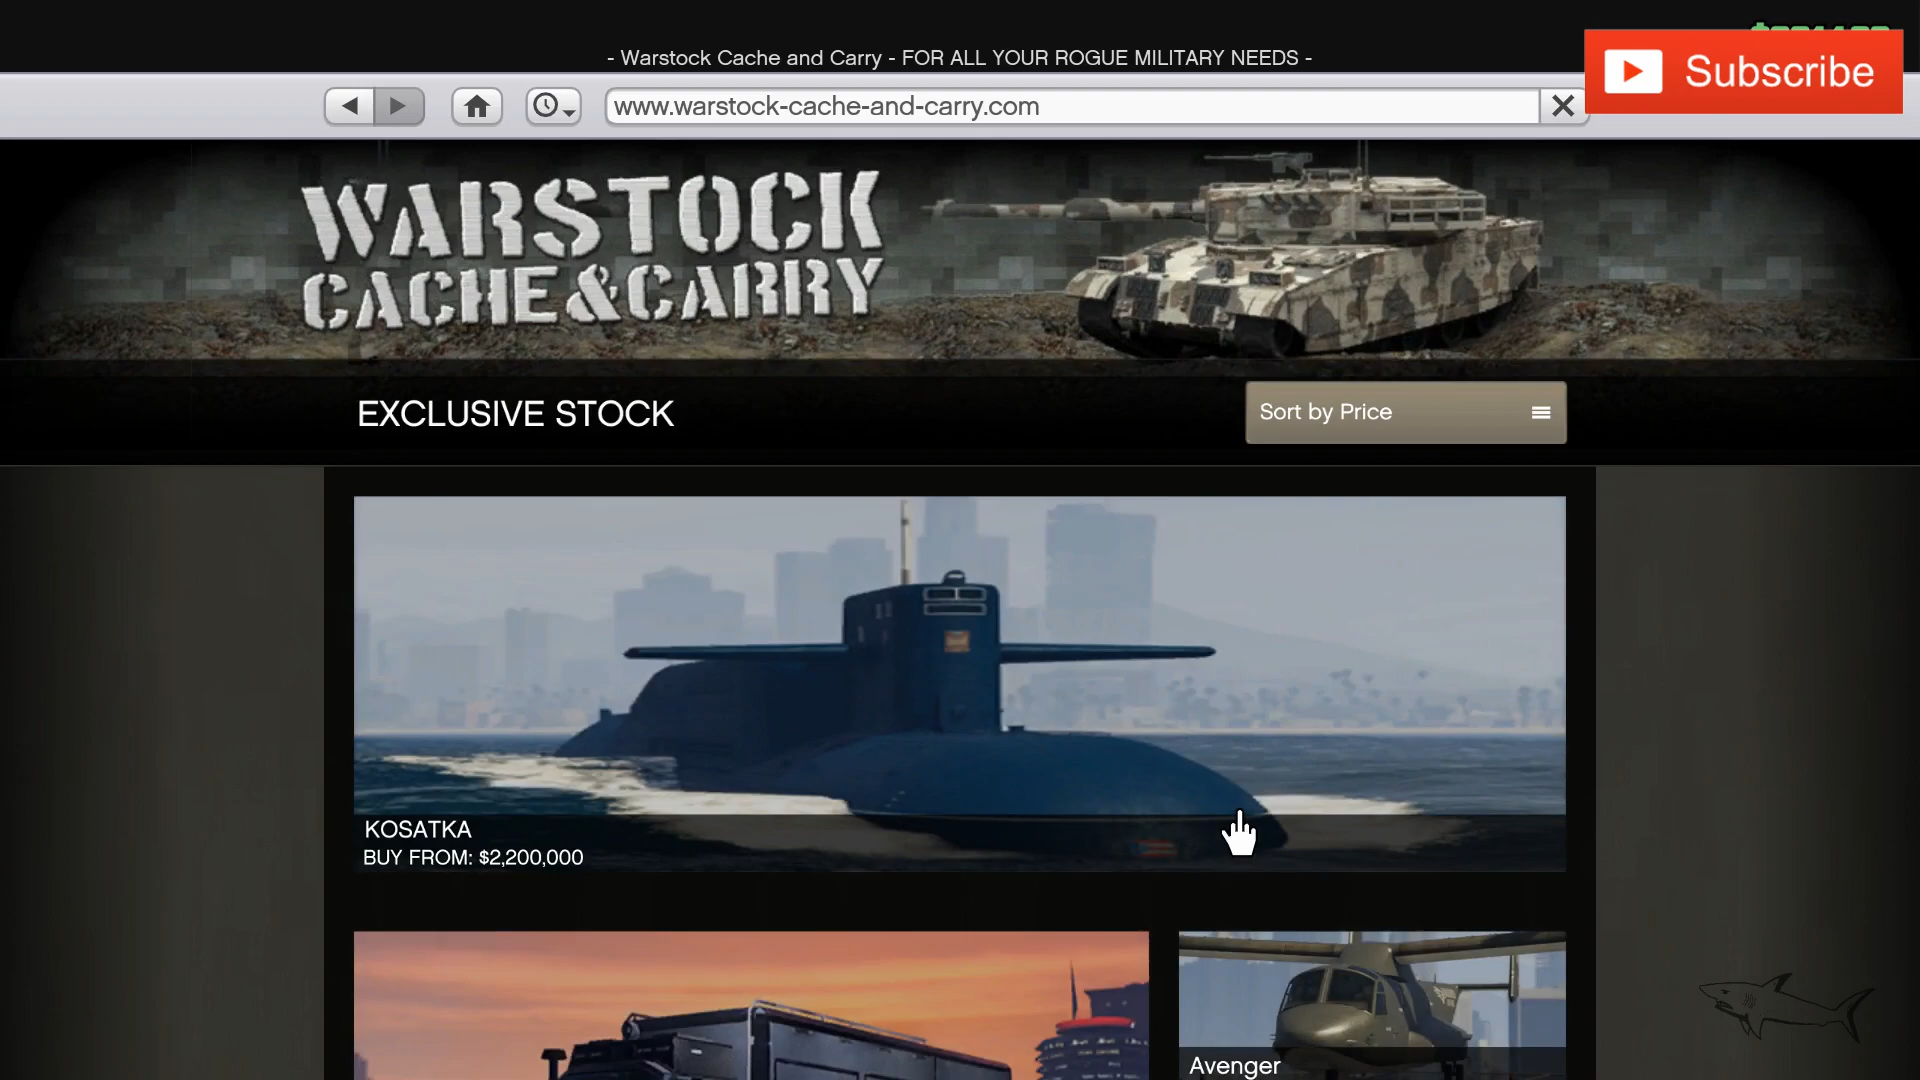 - Warstock Cache and Carry - FOR ALL YOUR ROGUE MILITARY NEEDS -
Subscribe
www.warstock-cache-and-carry.com
WARSTOCK
CACHE & CARRY
EXCLUSIVE STOCK
Sort by Price
KOSATKA
BUY FROM: $2,200,000
Avenger